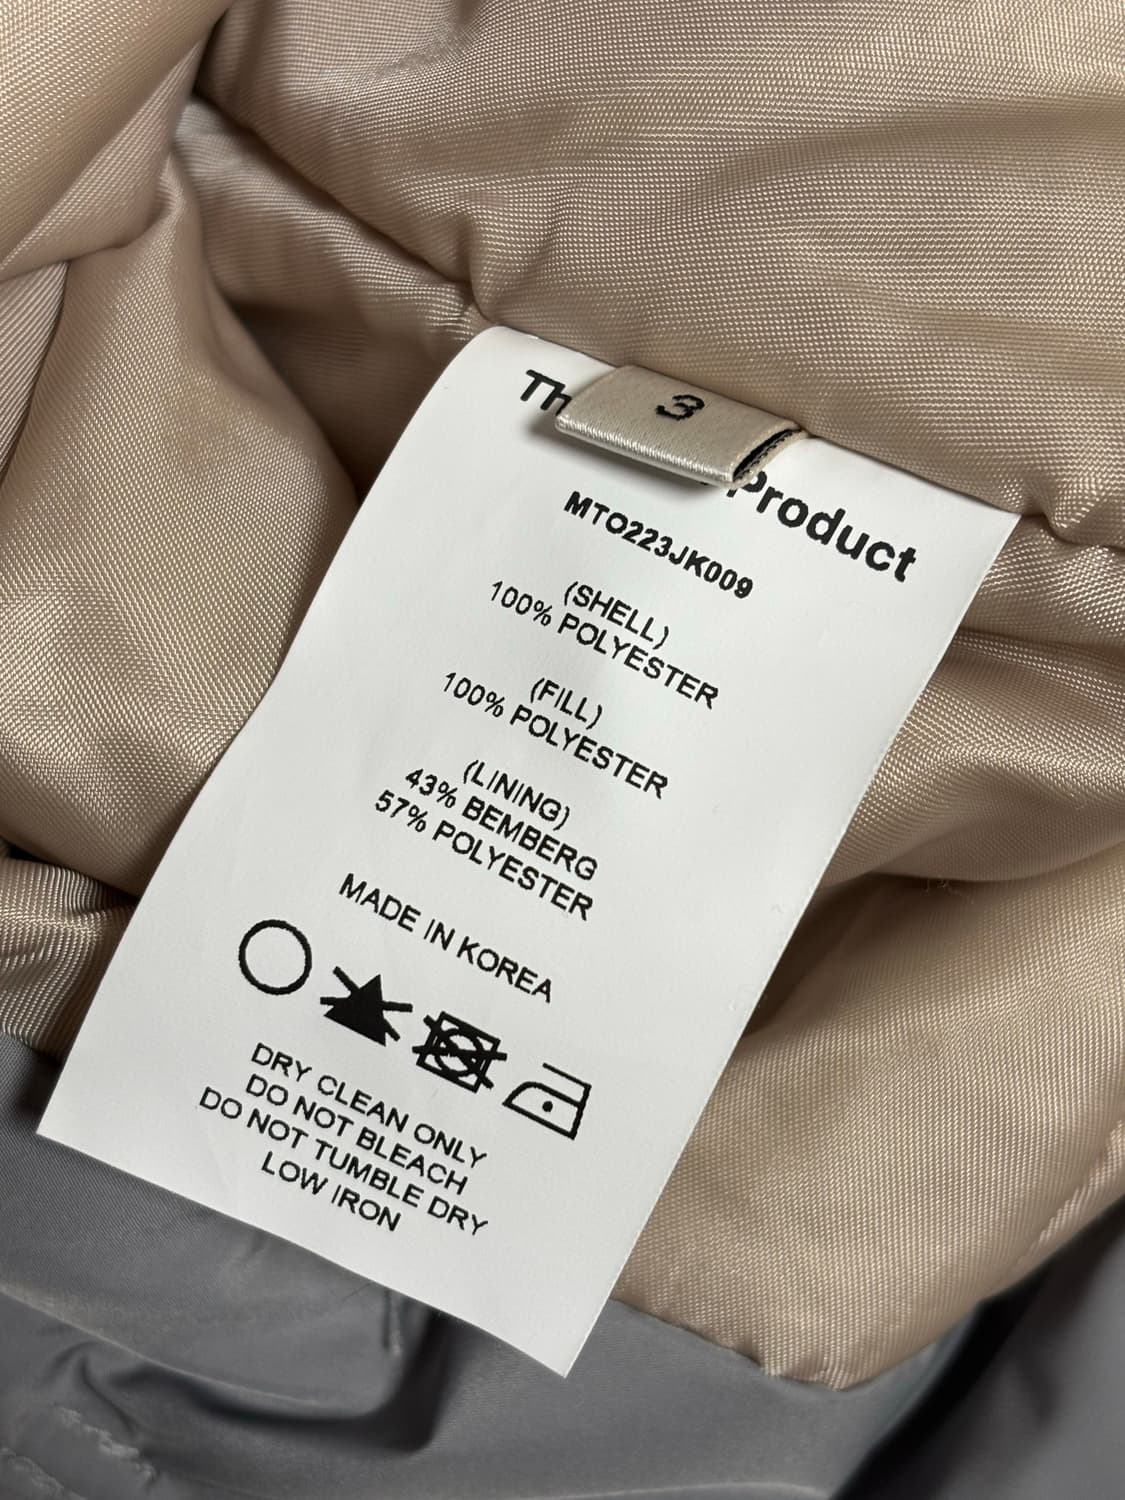 3
Product
MTO223JK009
(SHELL)
100% POLYESTER
(FILL)
100% POLYESTER
(LINING)
43% BEMBERG
57% POLYESTER
MADE IN KOREA
DRY CLEAN ONLY
DO NOT BLEACH
DO NOT TUMBLE DRY
LOW IRON